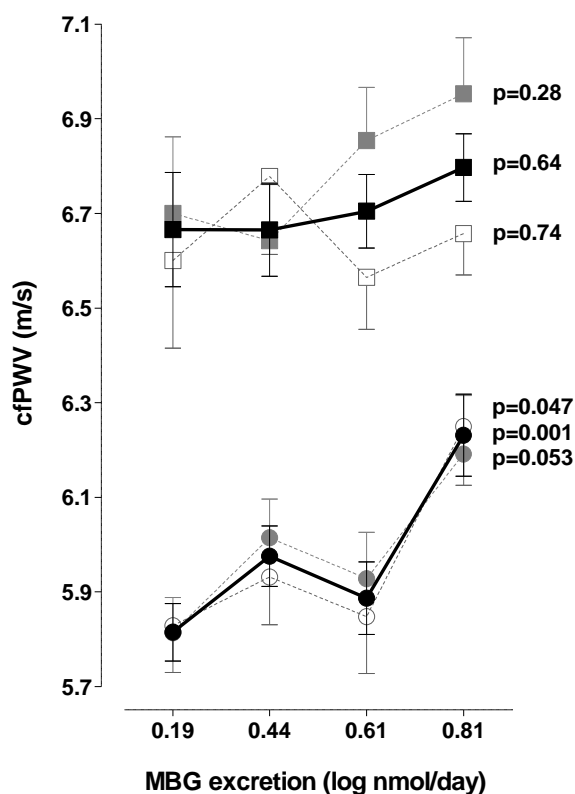 7.1
6.9
6.7
6.5
6.3
6.1
5.9
5.7
cfPWV (m/s)
p=0.28
p=0.64
p=0.74
p=0.047
p=0.001
p=0.053
0.19 0.44 0.61 0.81
MBG excretion (log nmol/day)